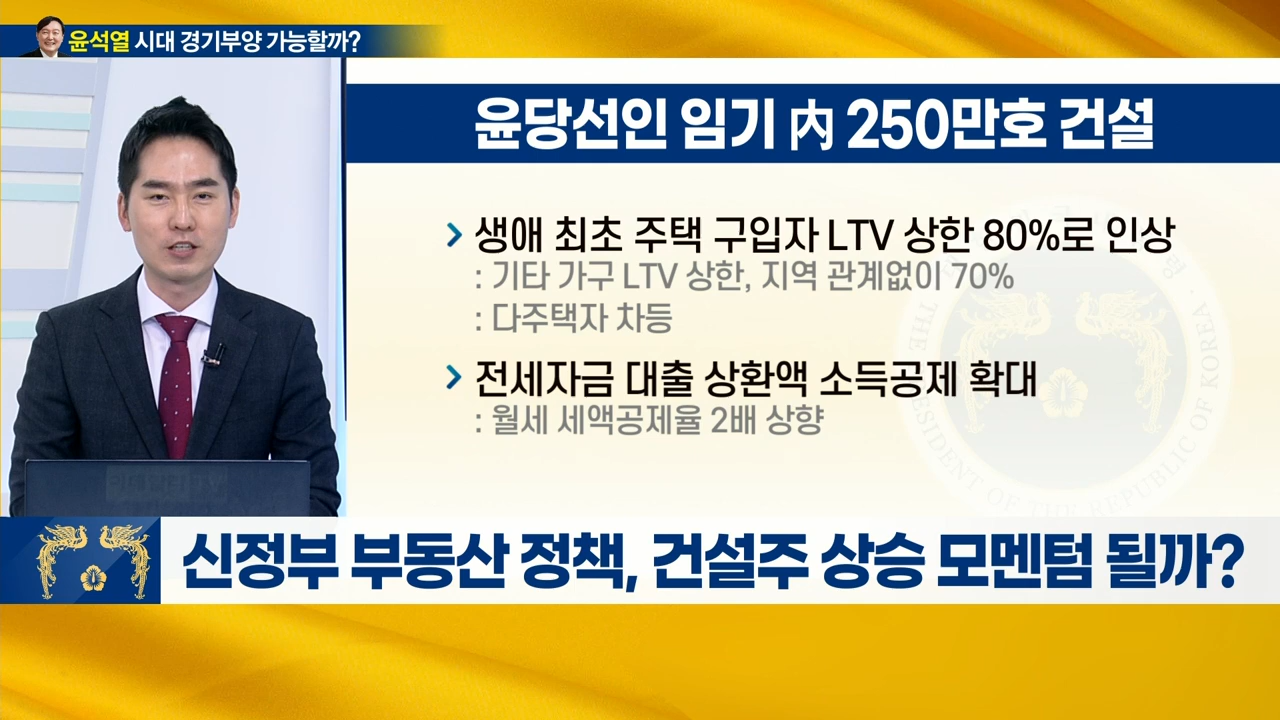 윤석열 시대 경기부양 가능할까?
윤당선인 임기 內 250만호 건설
생애 최초 주택 구입자 LTV 상한 80%로 인상
: 기타 가구 LTV 상한, 지역 관계없이 70%
: 다주택자 차등
전세자금 대출 상환액 소득공제 확대
: 월세 세액공제율 2배 상향
신정부 부동산 정책, 건설주 상승 모멘텀 될까?